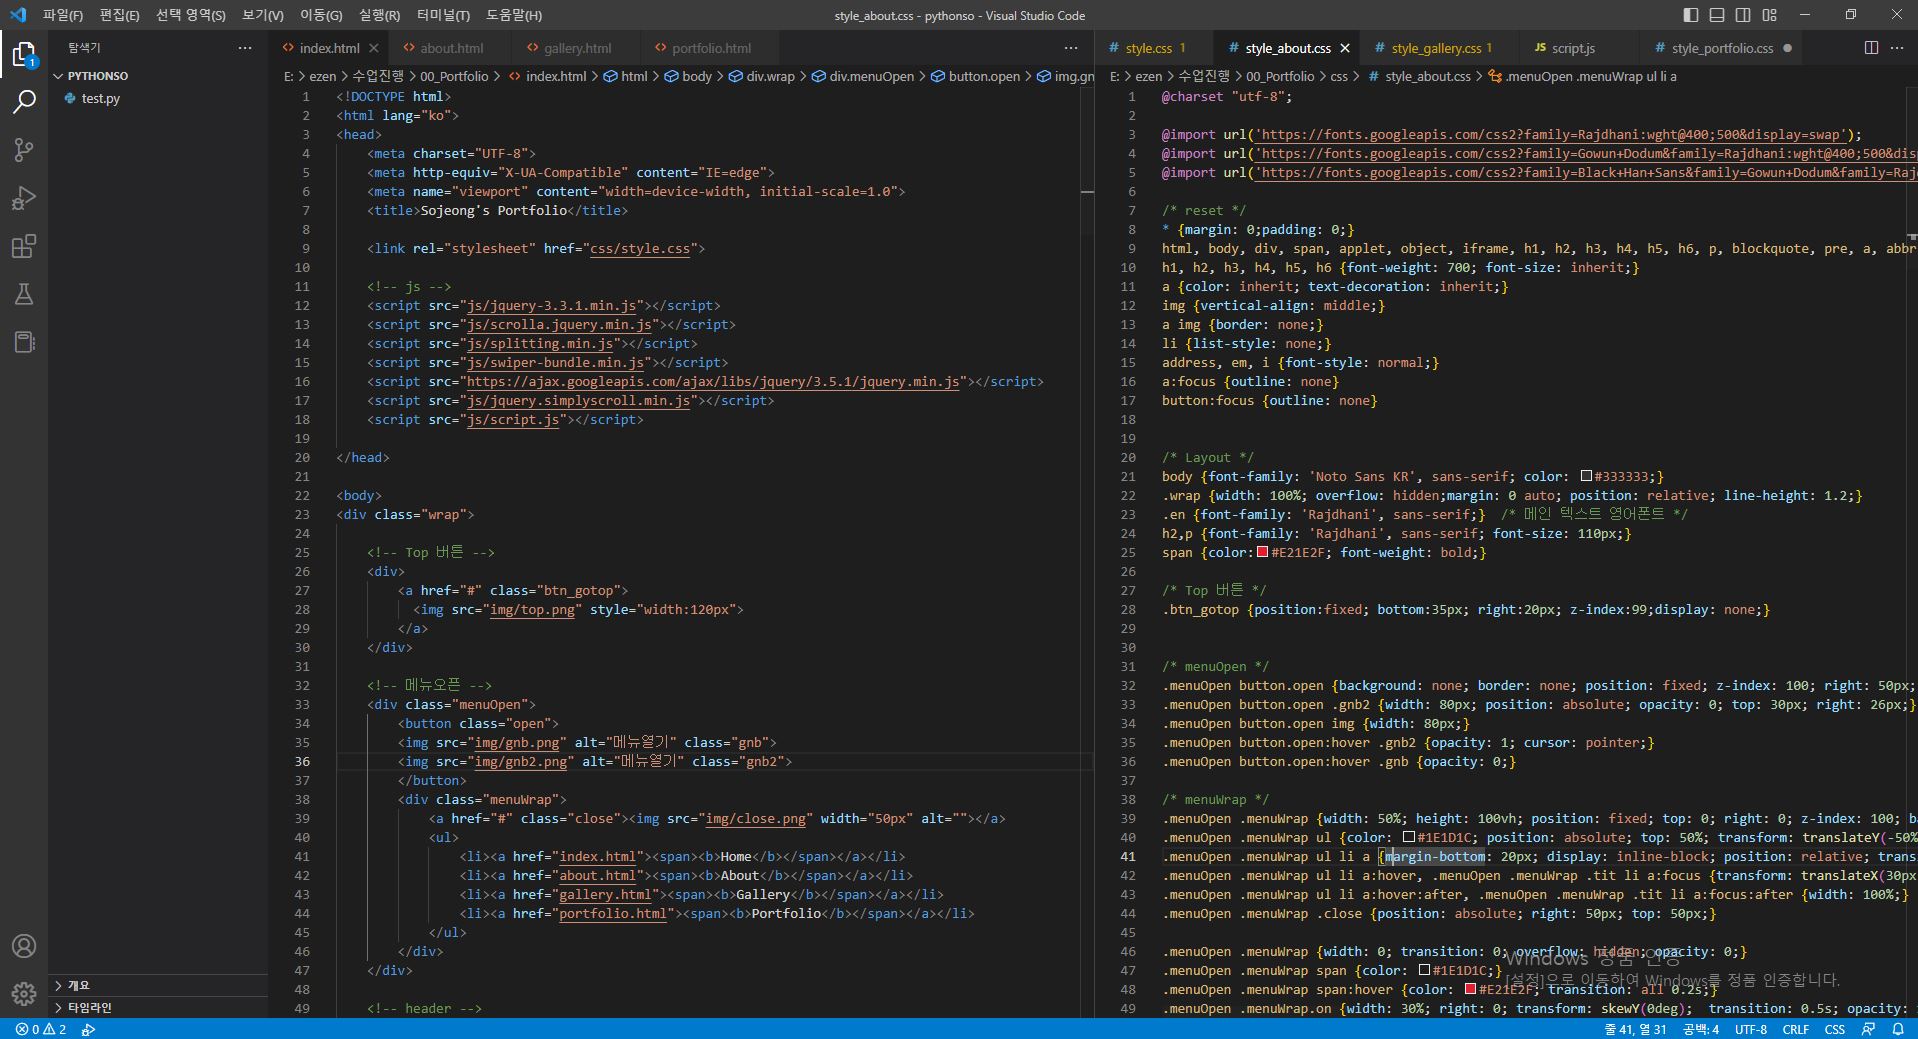 파일(F) 편집(E) 선택 영역(S) 보기(V) 이동(G) 실행(R) 터미널(T) 도움말(H)
style_about.css - pythonso - Visual Studio Code
탐색기
PYTHONSO
test.py
개요
타임라인
index.html
about.html
gallery.html
portfolio.html
E: > ezen > 수업진행 > 00_Portfolio > index.html > html > body > div.wrap > div.menuOpen > button.open > img.gn
1 <!DOCTYPE html>
2 <html lang="ko">
3 <head>
4 <meta charset="UTF-8">
5 <meta http-equiv="X-UA-Compatible" content="IE=edge">
6 <meta name="viewport" content="width=device-width, initial-scale=1.0">
7 <title>Sojeong's Portfolio</title>
8
9 <link rel="stylesheet" href="css/style.css">
10
11 <!-- js -->
12 <script src="js/jquery-3.3.1.min.js"></script>
13 <script src="js/scrolla.jquery.min.js"></script>
14 <script src="js/splitting.min.js"></script>
15 <script src="js/swiper-bundle.min.js"></script>
16 <script src="https://ajax.googleapis.com/ajax/libs/jquery/3.5.1/jquery.min.js"></script>
17 <script src="js/jquery.simplyscroll.min.js"></script>
18 <script src="js/script.js"></script>
19
20 </head>
21
22 <body>
23 <div class="wrap">
24
25 <!-- Top 버튼 -->
26 <div>
27 <a href="#" class="btn_gotop">
28 <img src="img/top.png" style="width:120px">
29 </a>
30 </div>
31
32 <!-- 메뉴오픈 -->
33 <div class="menuOpen">
34 <button class="open">
35 <img src="img/gnb.png" alt="메뉴열기" class="gnb">
36 <img src="img/gnb2.png" alt="메뉴열기" class="gnb2">
37 </button>
38 <div class="menuWrap">
39 <a href="#" class="close"><img src="img/close.png" width="50px" alt=""></a>
40 <ul>
41 <li><a href="index.html"><span><b>Home</b></span></a></li>
42 <li><a href="about.html"><span><b>About</b></span></a></li>
43 <li><a href="gallery.html"><span><b>Gallery</b></span></a></li>
44 <li><a href="portfolio.html"><span><b>Portfolio</b></span></a></li>
45 </ul>
46 </div>
47 </div>
48
49 <!-- header -->
style.css 1
style_about.css
style_gallery.css 1
script.js
style_portfolio.css
E: > ezen > 수업진행 > 00_Portfolio > css > style_about.css > .menuOpen .menuWrap ul li a
1 @charset "utf-8";
2
3 @import url('https://fonts.googleapis.com/css2?family=Rajdhani:wght@400;500&display=swap');
4 @import url('https://fonts.googleapis.com/css2?family=Gowun+Dodum&family=Rajdhani:wght@400;500&dis
5 @import url('https://fonts.googleapis.com/css2?family=Black+Han+Sans&family=Gowun+Dodum&family=Raj
6
7 /* reset */
8 * {margin: 0;padding: 0;}
9 html, body, div, span, applet, object, iframe, h1, h2, h3, h4, h5, h6, p, blockquote, pre, a, abbr
10 h1, h2, h3, h4, h5, h6 {font-weight: 700; font-size: inherit;}
11 a {color: inherit; text-decoration: inherit;}
12 img {vertical-align: middle;}
13 a img {border: none;}
14 li {list-style: none;}
15 address, em, i {font-style: normal;}
16 a:focus {outline: none}
17 button:focus {outline: none}
18
19
20 /* Layout */
21 body {font-family: 'Noto Sans KR', sans-serif; color: #333333;}
22 .wrap {width: 100%; overflow: hidden;margin: 0 auto; position: relative; line-height: 1.2;}
23 .en {font-family: 'Rajdhani', sans-serif;} /* 메인 텍스트 영어폰트 */
24 h2,p {font-family: 'Rajdhani', sans-serif; font-size: 110px;}
25 span {color:#E21E2F; font-weight: bold;}
26
27 /* Top 버튼 */
28 .btn_gotop {position:fixed; bottom:35px; right:20px; z-index:99;display: none;}
29
30
31 /* menuOpen */
32 .menuOpen button.open {background: none; border: none; position: fixed; z-index: 100; right: 50px;
33 .menuOpen button.open .gnb2 {width: 80px; position: absolute; opacity: 0; top: 30px; right: 26px;}
34 .menuOpen button.open img {width: 80px;}
35 .menuOpen button.open:hover .gnb2 {opacity: 1; cursor: pointer;}
36 .menuOpen button.open:hover .gnb {opacity: 0;}
37
38 /* menuWrap */
39 .menuOpen .menuWrap {width: 50%; height: 100vh; position: fixed; top: 0; right: 0; z-index: 100; ba
40 .menuOpen .menuWrap ul {color: #1E1D1C; position: absolute; top: 50%; transform: translateY(-50%
41 .menuOpen .menuWrap ul li a {margin-bottom: 20px; display: inline-block; position: relative; trans
42 .menuOpen .menuWrap ul li a:hover, .menuOpen .menuWrap .tit li a:focus {transform: translateX(30px
43 .menuOpen .menuWrap ul li a:hover:after, .menuOpen .menuWrap .tit li a:focus:after {width: 100%;}
44 .menuOpen .menuWrap .close {position: absolute; right: 50px; top: 50px;}
45
46 .menuOpen .menuWrap {width: 0; transition: 0; overflow: hidden; opacity: 0;}
47 .menuOpen .menuWrap span {color: #1E1D1C;}
48 .menuOpen .menuWrap span:hover {color: #E21E2F; transition: all 0.2s;}
49 .menuOpen .menuWrap.on {width: 30%; right: 0; transform: skewY(0deg); transition: 0.5s; opacity:
Windows 정품 인증
[설정]으로 이동하여 Windows를 정품 인증합니다.
0 2
줄 41, 열 31 공백: 4 UTF-8 CRLF CSS